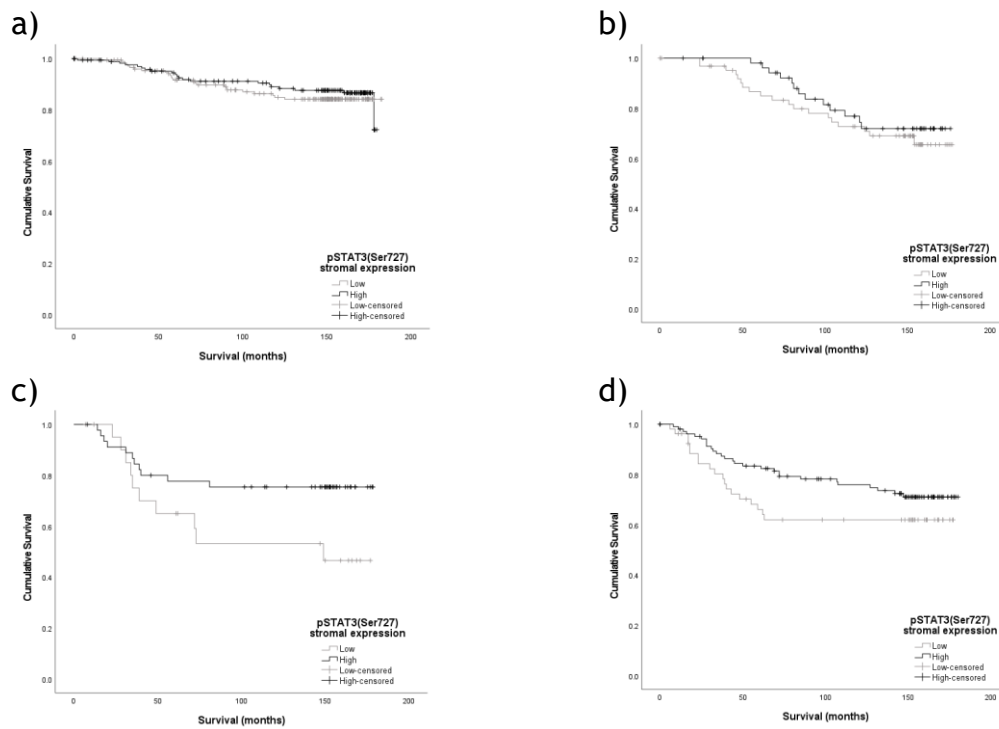 a)
1.0
0.8
0.6
0.4
0.2
0.0
Cumulative Survival
pSTAT3(Ser727)
stromal expression
Low
High
Low-censored
High-censored
0 50 100 150 200
Survival (months)
b)
1.0
0.8
0.6
0.4
0.2
0.0
Cumulative Survival
pSTAT3(Ser727)
stromal expression
Low
High
Low-censored
High-censored
0 50 100 150 200
Survival (months)
c)
1.0
0.8
0.6
0.4
0.2
0.0
Cumulative Survival
pSTAT3(Ser727)
stromal expression
Low
High
Low-censored
High-censored
0 50 100 150 200
Survival (months)
d)
1.0
0.8
0.6
0.4
0.2
0.0
Cumulative Survival
pSTAT3(Ser727)
stromal expression
Low
High
Low-censored
High-censored
0 50 100 150 200
Survival (months)